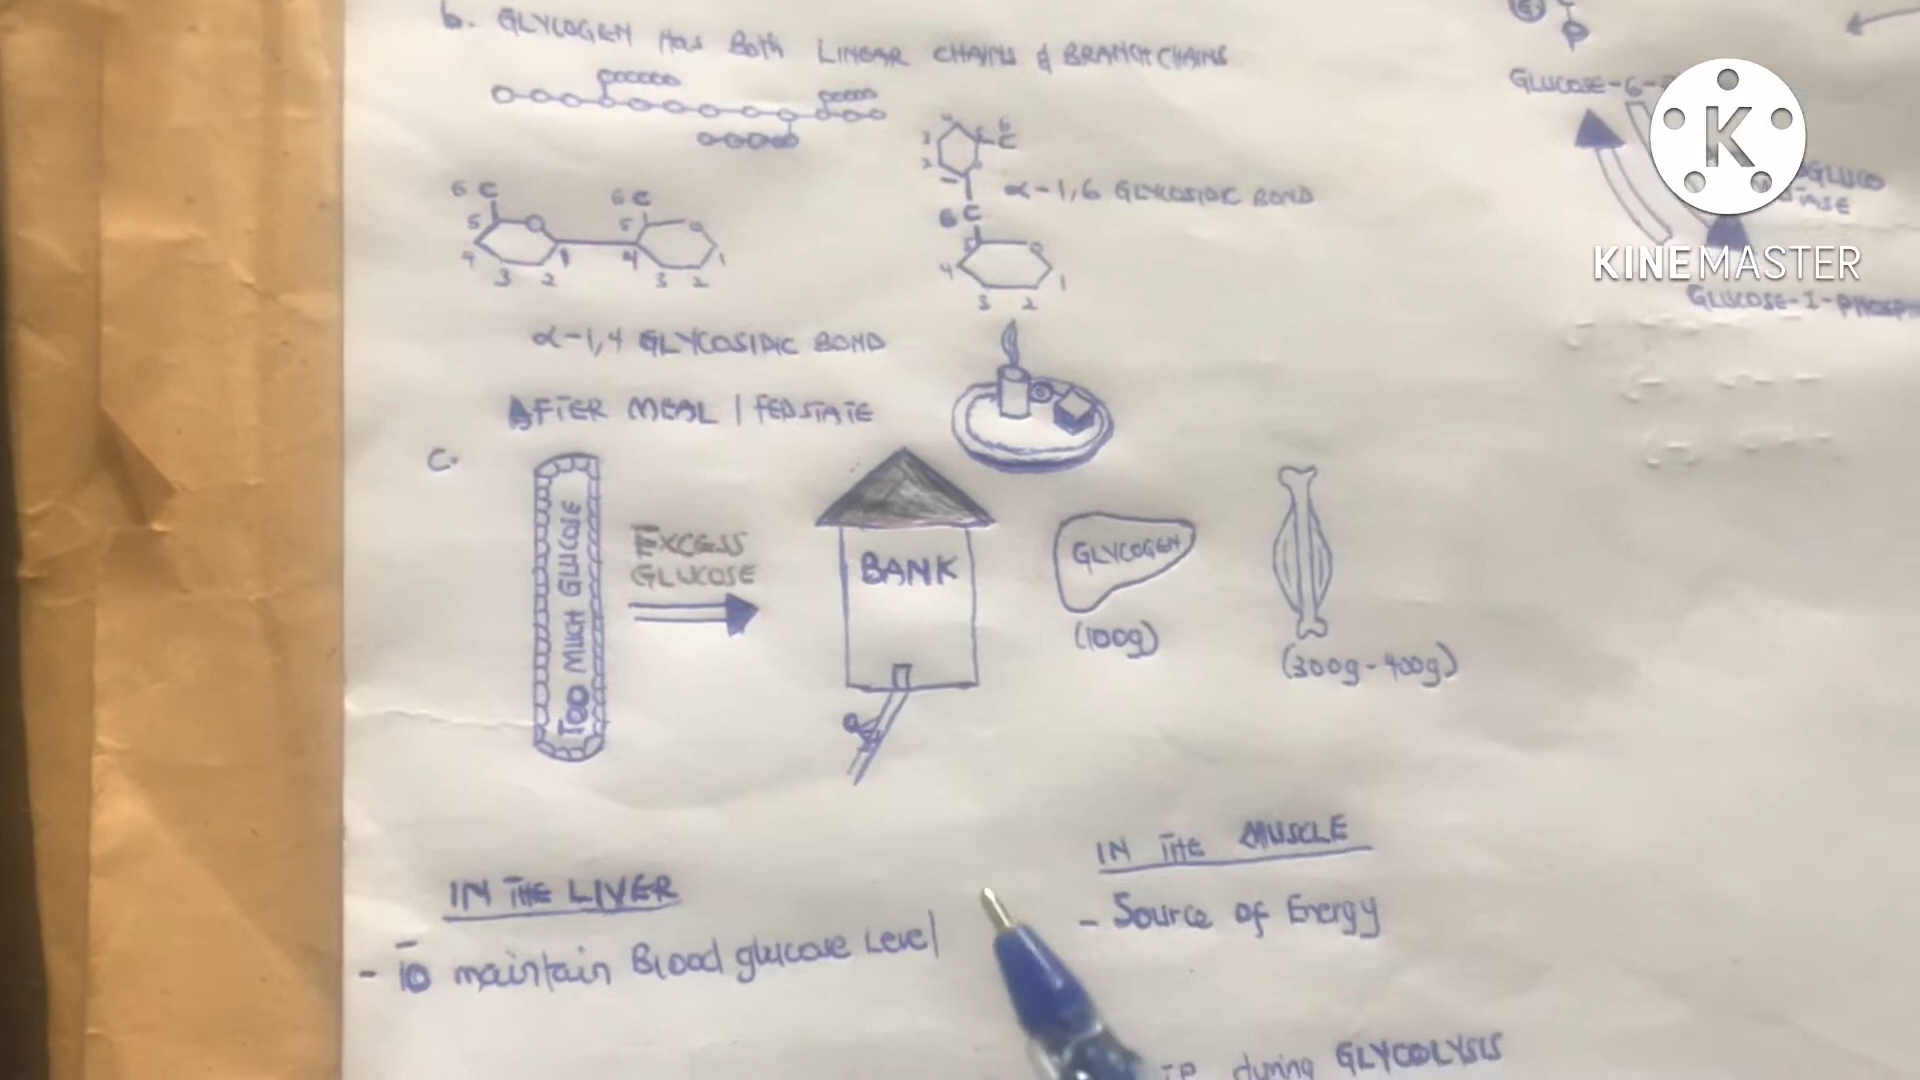 b. GLYCOGEN Has Both LINEAR CHAINS & BRANCH CHAINS
6 C
5 O
4 3 2 1
6 C
5 O
4 3 2 1
α-1,4 GLYCOSIDIC BOND
6 C
α-1,6 GLYCOSIDIC BOND
6 C
5 O
4 3 2 1
AFTER MEAL / FED STATE
C.
TOO MUCH GLUCOSE
EXCESS
GLUCOSE
BANK
GLYCOGEN
(100g)
(300g-400g)
IN THE LIVER
- To maintain Blood glucose Level
IN THE MUSCLE
- Source of Energy
during GLYCOLYSIS
P
GLUCOSE-6-
GLUCOSE-1-PHOSP
K
KINEMASTER